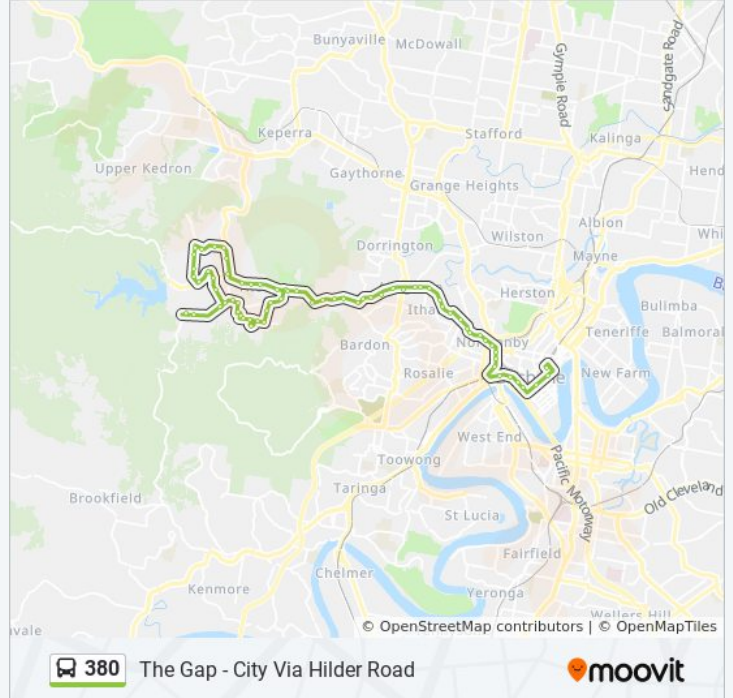 Bunyaville
McDowall
Gympie Road
Sandgate Road
Keperra
Stafford
Kalinga
Upper Kedron
Gaythorne
Grange Heights
Hend
Albion
Dorrington
Wilston
Whi
Mayne
Herston
B
Bulimba
Itha
Teneriffe
Balmoral
Bardon
Rosalie
New Farm
West End
Toowong
Pacific Motorway
Taringa
Old Cleveland
Brookfield
St Lucia
Fairfield
Chelmer
Kenmore
Yeronga
Wellers Hill
vale
© OpenStreetMap contributors | © OpenMapTiles
380 The Gap - City Via Hilder Road
moovit